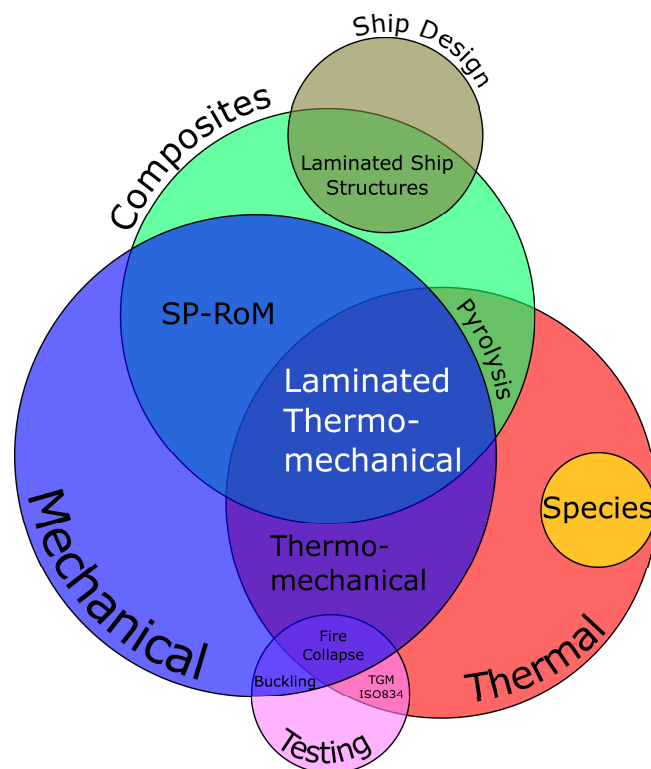 Ship Design
Composites
Laminated Ship
Structures
SP-RoM
Pyrolysis
Laminated
Thermo-
mechanical
Species
Mechanical
Thermo-
mechanical
Thermal
Fire
Collapse
Buckling
TGM
ISO834
Testing